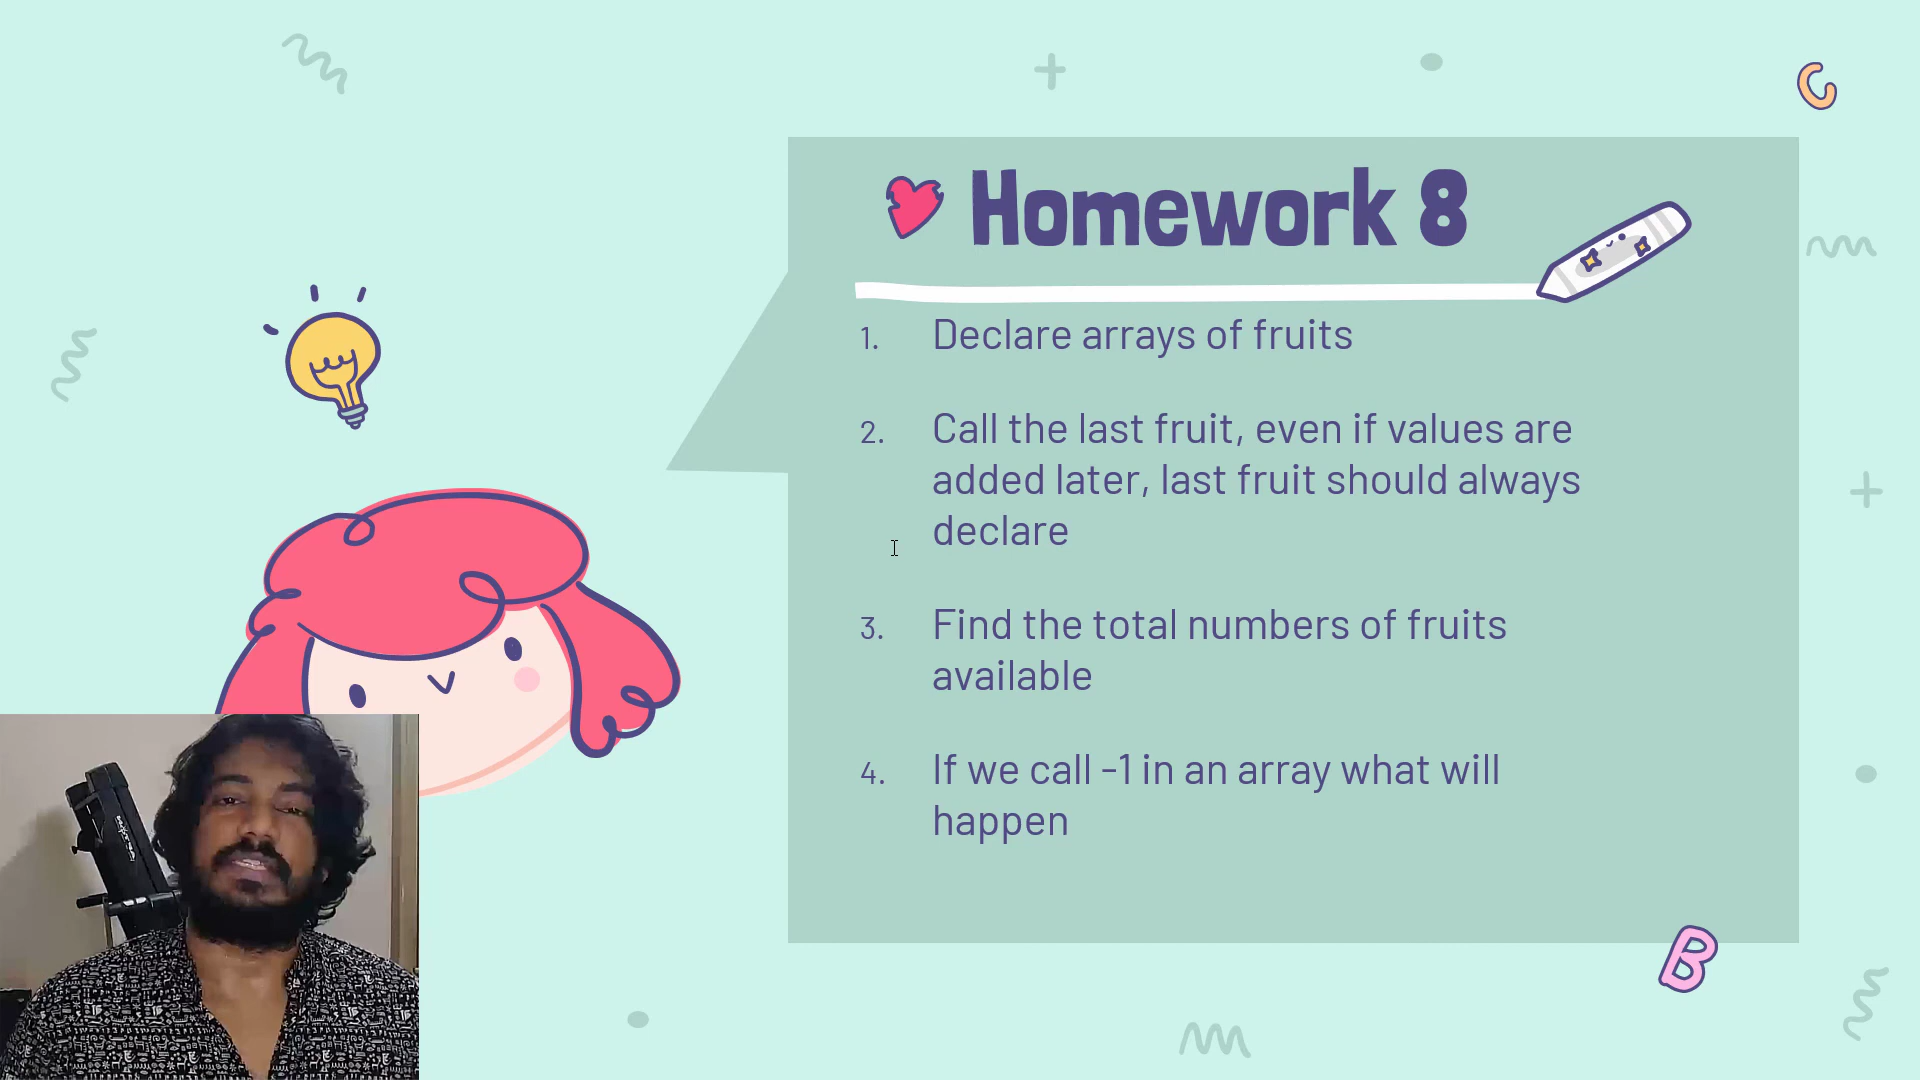 C
Homework 8
1. Declare arrays of fruits
2. Call the last fruit, even if values are
added later, last fruit should always
declare
3. Find the total numbers of fruits
available
4. If we call -1 in an array what will
happen
B